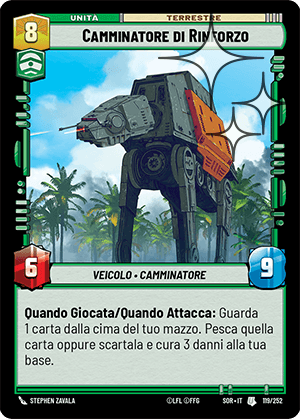 UNITÀ
TERRESTRE
8
CAMMINATORE DI RINFORZO
6
VEICOLO • CAMMINATORE
9
Quando Giocata/Quando Attacca: Guarda
1 carta dalla cima del tuo mazzo. Pesca quella
carta oppure scartala e cura 3 danni alla tua
base.
STEPHEN ZAVALA
©LFL ©FFG
SOR • IT
U
119/252